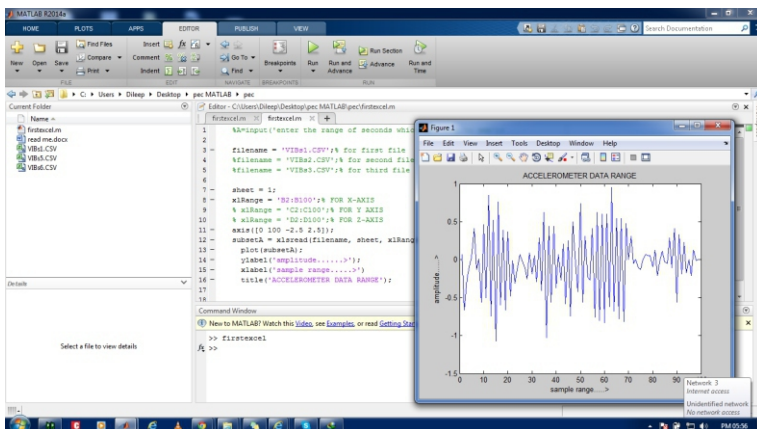 MATLAB R2014a
HOME PLOTS APPS EDITOR PUBLISH VIEW
Search Documentation
New Open Save
Find Files
Compare
Print
Insert
Comment
Indent
Go To
Find
Breakpoints
Run
Run and Advance
Run Section
Advance
Run and Time
FILE EDIT NAVIGATE BREAKPOINTS RUN
C: Users Dileep Desktop pec MATLAB pec
Current Folder
Name
firstexcel.m
read me.docx
VIBs1.CSV
VIBs5.CSV
VIBs6.CSV
Details
Select a file to view details
Editor - C:\Users\Dileep\Desktop\pec MATLAB\pec\firstexcel.m
firstexcel.m firstexcel.m
1 %A=input('enter the range of seconds whic
2
3 - filename = 'VIBs1.CSV';% for first file
4 %filename = 'VIBs2.CSV';% for second file
5 %filename = 'VIBs3.CSV';% for third file
6
7 - sheet = 1;
8 - xlRange = 'B2:B100';% FOR X-AXIS
9 % xlRange = 'C2:C100';% FOR Y AXIS
10 % xlRange = 'D2:D100';% FOR Z-AXIS
11 - axis([0 100 -2.5 2.5]);
12 - subsetA = xlsread(filename, sheet, xlRang
13 - plot(subsetA);
14 - ylabel('amplitude......>');
15 - xlabel('sample range.....>');
16 - title('ACCELEROMETER DATA RANGE');
17
18
Command Window
New to MATLAB? Watch this Video, see Examples, or read Getting Star
>> firstexcel
fx >>
Figure 1
File Edit View Insert Tools Desktop Window Help
ACCELEROMETER DATA RANGE
1
0.5
0
-0.5
-1
-1.5
amplitude......>
0 10 20 30 40 50 60 70 80 90
sample range.....>
Network 3
Internet access
Unidentified network
No network access
PM 05:56